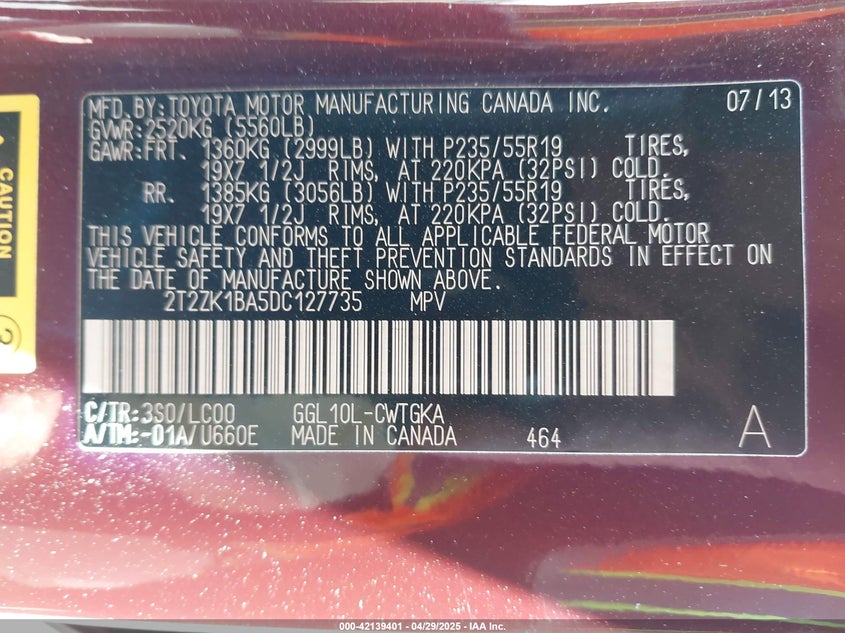 MFD. BY: TOYOTA MOTOR MANUFACTURING CANADA INC. 07/13
GVWR: 2520KG (5560LB)
GAWR: FRT. 1360KG (2999LB) WITH P235/55R19 TIRES,
19X7 1/2J RIMS, AT 220KPA (32PSI) COLD.
RR. 1385KG (3056LB) WITH P235/55R19 TIRES,
19X7 1/2J RIMS, AT 220KPA (32PSI) COLD.
THIS VEHICLE CONFORMS TO ALL APPLICABLE FEDERAL MOTOR
VEHICLE SAFETY AND THEFT PREVENTION STANDARDS IN EFFECT ON
THE DATE OF MANUFACTURE SHOWN ABOVE.
2T2ZK1BA5DC127735 MPV
C/TR: 3S0/LC00 GGL10L-CWTGKA
A/TM: -01A/U660E MADE IN CANADA 464 A
CAUTION
000-42139401 - 04/29/2025 - IAA Inc.